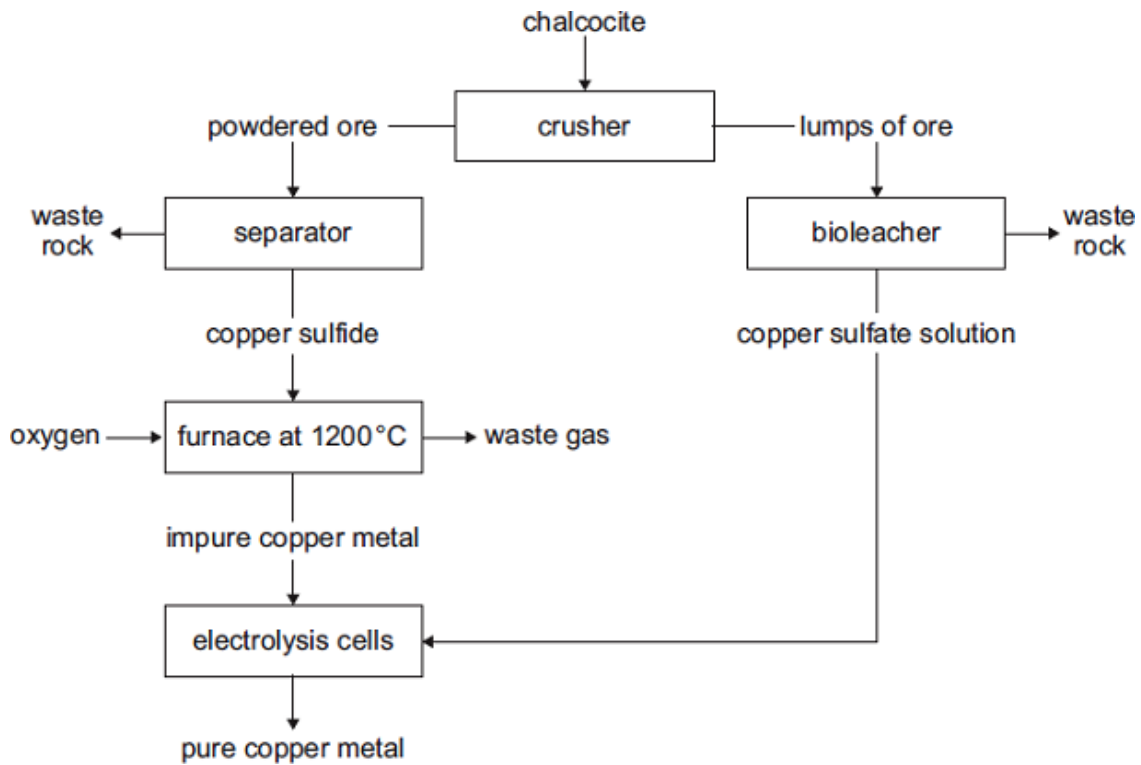 chalcocite
powdered ore
crusher
lumps of ore
waste
rock
separator
bioleacher
waste
rock
copper sulfide
copper sulfate solution
oxygen
furnace at 1200°C
waste gas
impure copper metal
electrolysis cells
pure copper metal